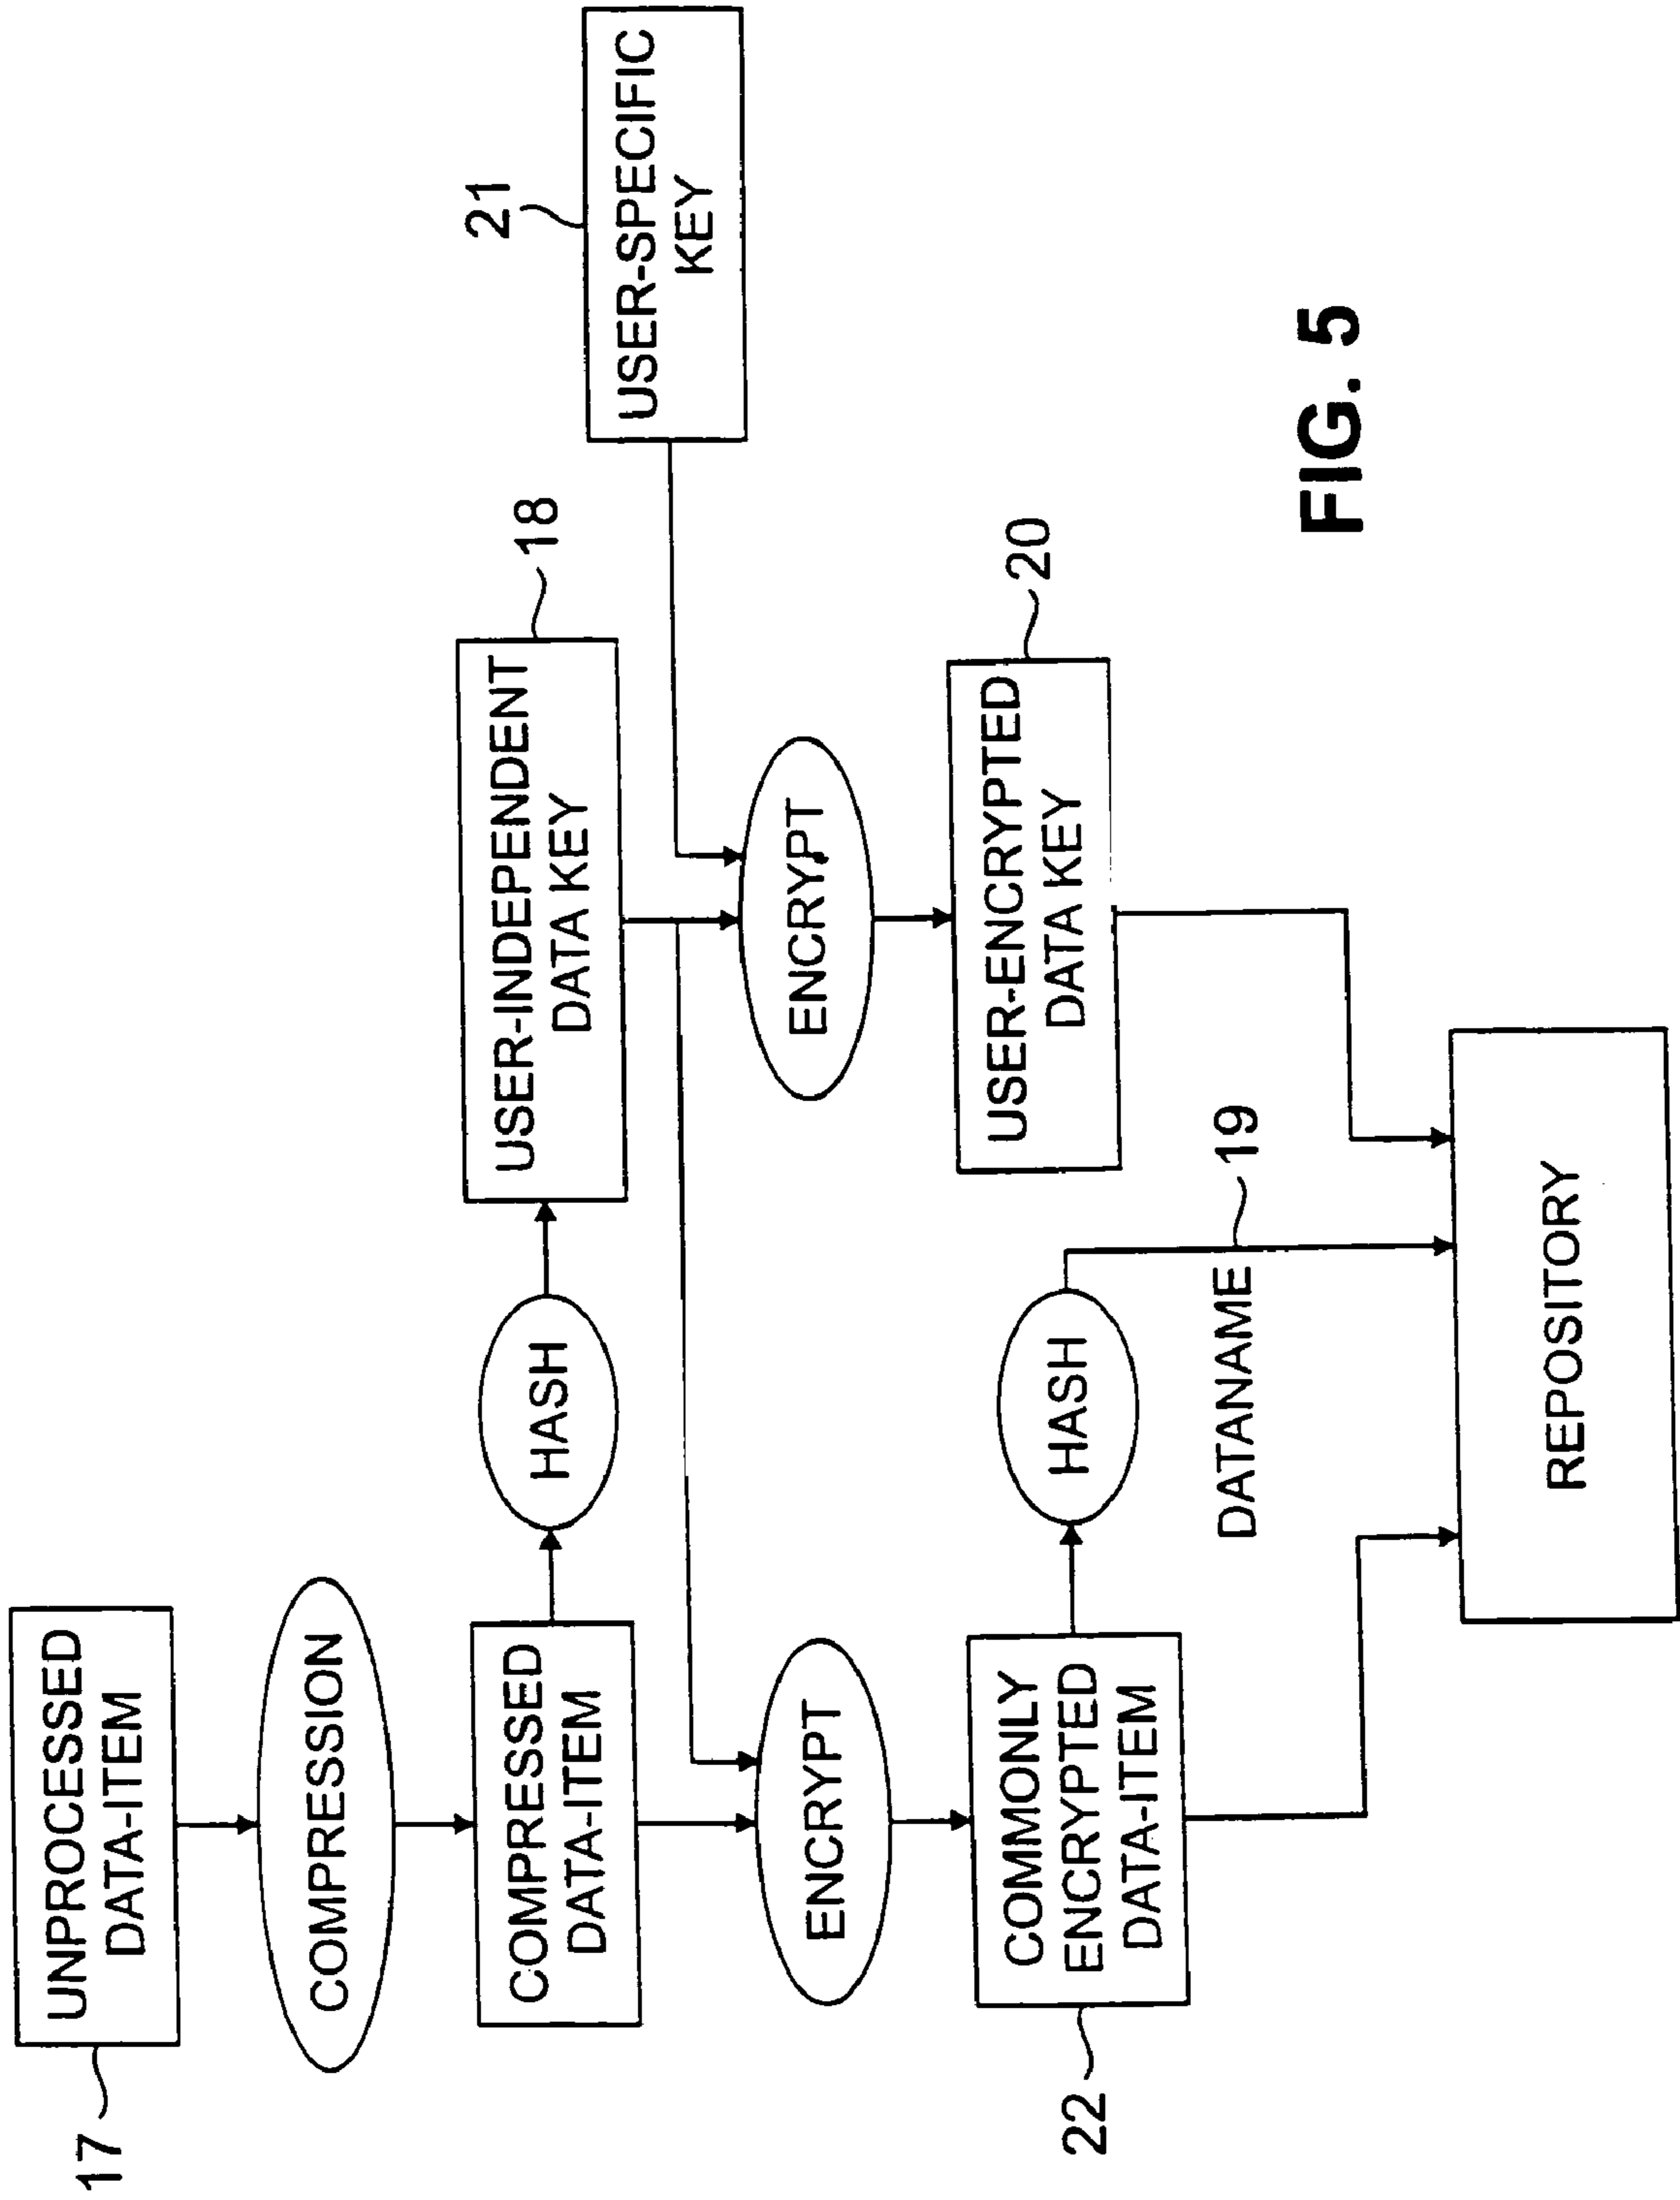 17
UNPROCESSED
DATA-ITEM
COMPRESSION
COMPRESSED
DATA-ITEM
HASH
USER-INDEPENDENT
DATA KEY
18
21
USER-SPECIFIC
KEY
ENCRYPT
ENCRYPT
22
COMMONLY
ENCRYPTED
DATA-ITEM
HASH
USER-ENCRYPTED
DATA KEY
20
DATANAME
19
REPOSITORY
FIG. 5